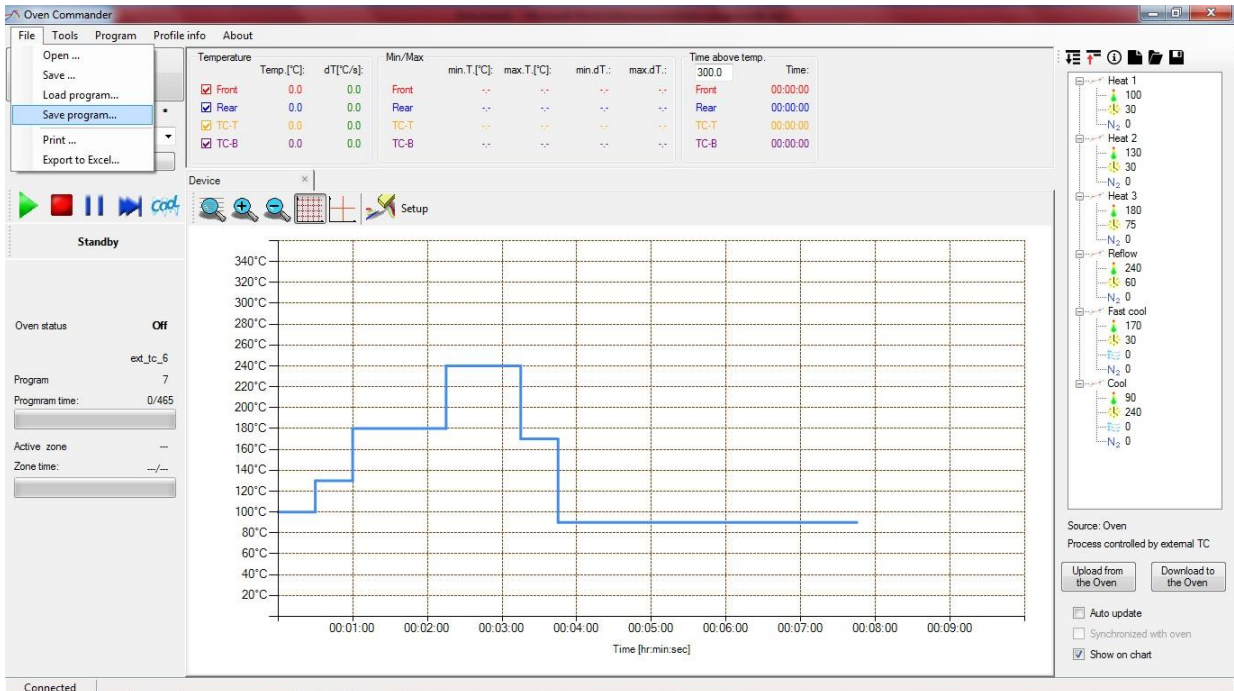 Oven Commander
File Tools Program Profile info About
Open ...
Save ...
Load program...
Save program...
Print ...
Export to Excel...
*
Standby
Oven status Off
ext_tc_6
Program 7
Progmram time: 0/465
Active zone ---
Zone time: ---/---
Temperature
Temp.[°C]: dT[°C/s]:
Front 0.0 0.0
Rear 0.0 0.0
TC-T 0.0 0.0
TC-B 0.0 0.0
Min/Max
min.T.[°C]: max.T.[°C]: min.dT.: max.dT.:
Front -.- -.- -.- -.-
Rear -.- -.- -.- -.-
TC-T -.- -.- -.- -.-
TC-B -.- -.- -.- -.-
Time above temp.
300.0 Time:
Front 00:00:00
Rear 00:00:00
TC-T 00:00:00
TC-B 00:00:00
Device
cool
Setup
340°C
320°C
300°C
280°C
260°C
240°C
220°C
200°C
180°C
160°C
140°C
120°C
100°C
80°C
60°C
40°C
20°C
00:01:00 00:02:00 00:03:00 00:04:00 00:05:00 00:06:00 00:07:00 00:08:00 00:09:00
Time [hr:min:sec]
Heat 1
100
30
N₂ 0
Heat 2
130
30
N₂ 0
Heat 3
180
75
N₂ 0
Reflow
240
60
N₂ 0
Fast cool
170
30
0
N₂ 0
Cool
90
240
0
N₂ 0
Source: Oven
Process controlled by external TC
Upload from
the Oven
Download to
the Oven
Auto update
Synchronized with oven
Show on chart
Connected